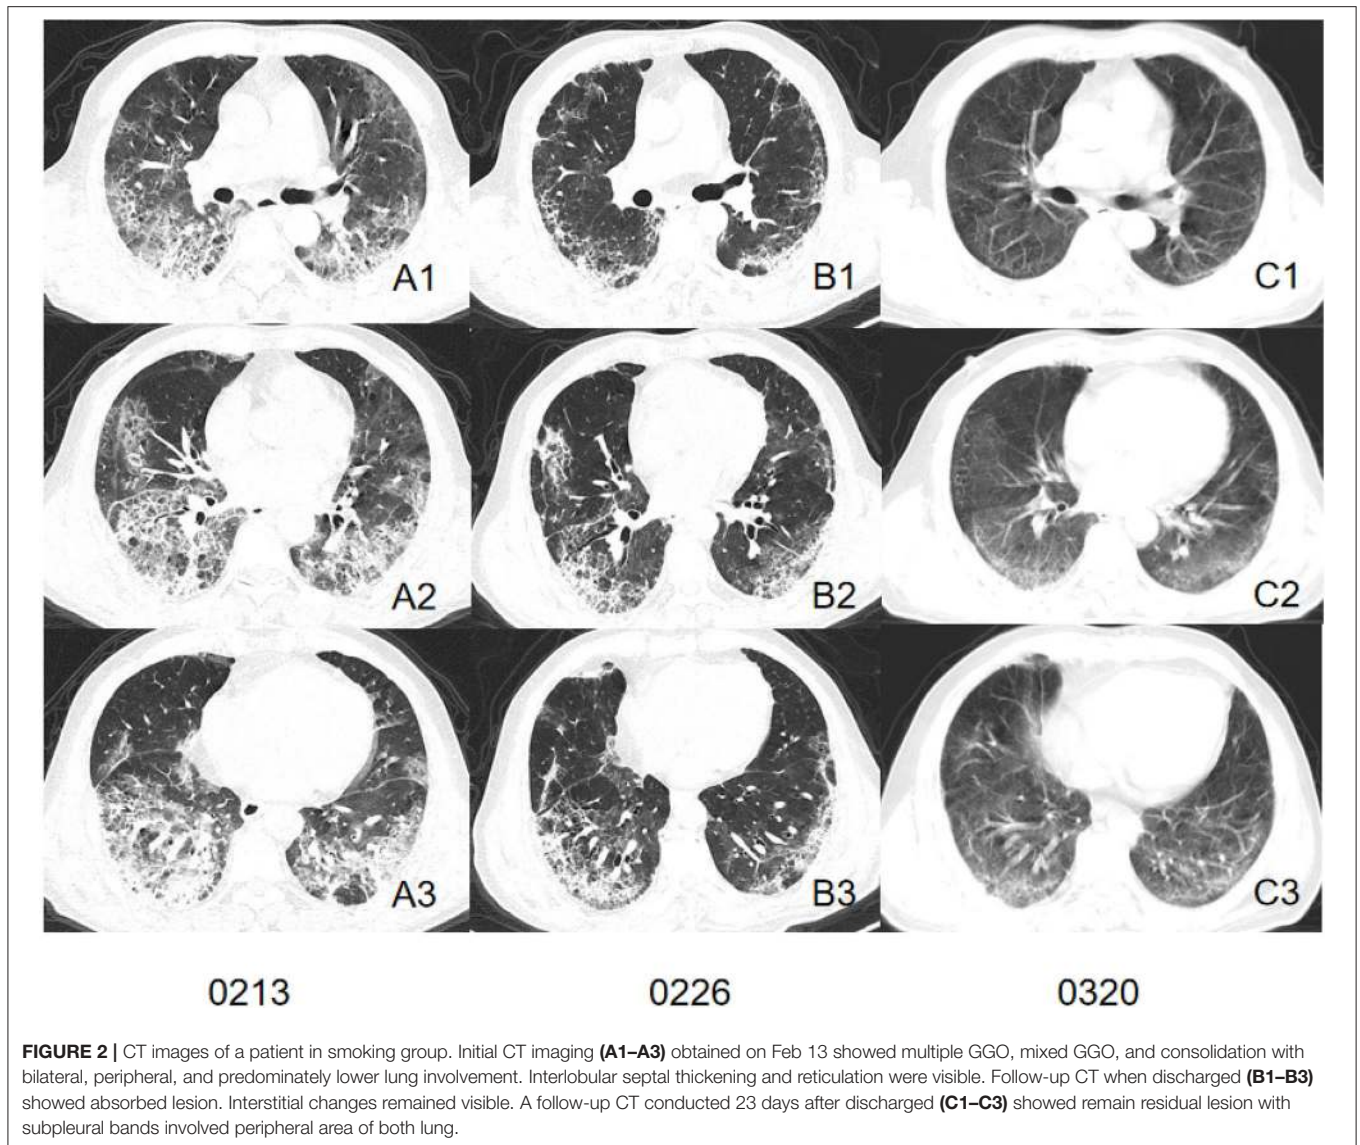 A1
B1
C1
A2
B2
C2
A3
B3
C3
0213
0226
0320
FIGURE 2 | CT images of a patient in smoking group. Initial CT imaging (A1–A3) obtained on Feb 13 showed multiple GGO, mixed GGO, and consolidation with
bilateral, peripheral, and predominately lower lung involvement. Interlobular septal thickening and reticulation were visible. Follow-up CT when discharged (B1–B3)
showed absorbed lesion. Interstitial changes remained visible. A follow-up CT conducted 23 days after discharged (C1–C3) showed remain residual lesion with
subpleural bands involved peripheral area of both lung.